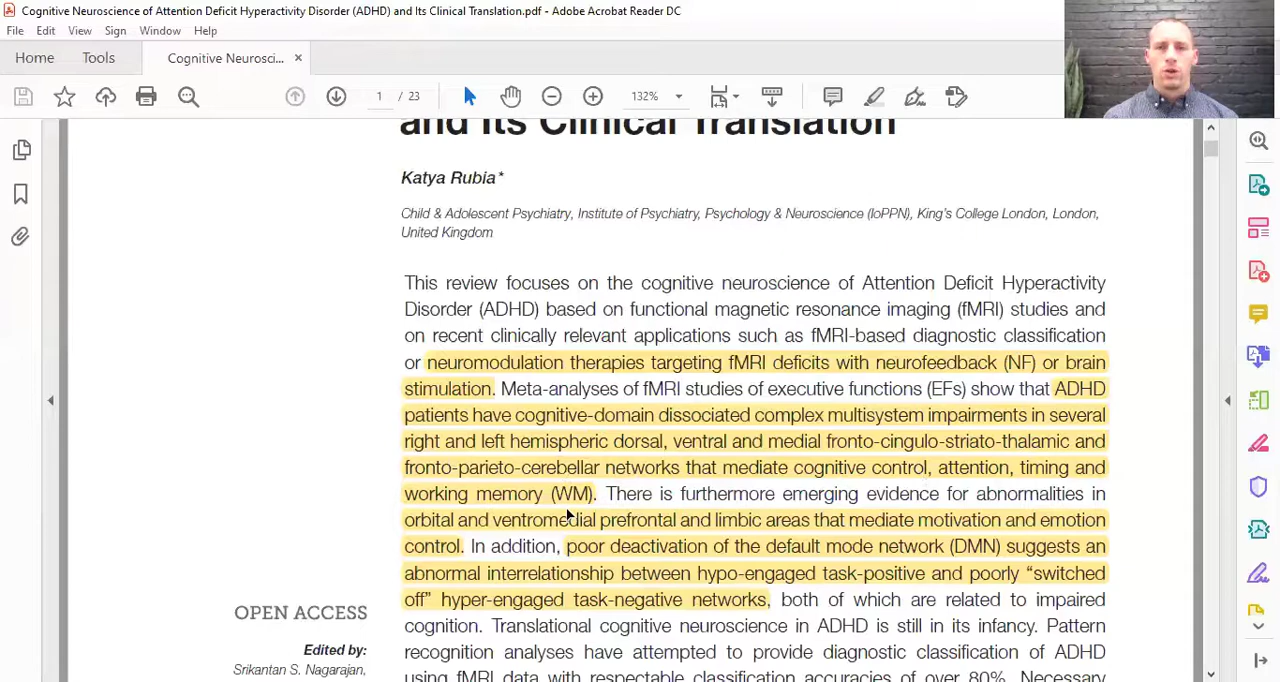 Cognitive Neuroscience of Attention Deficit Hyperactivity Disorder (ADHD) and Its Clinical Translation.pdf - Adobe Acrobat Reader DC
File Edit View Sign Window Help
Home Tools Cognitive Neurosci... ×
1 / 23 132%
and Its Clinical Translation
Katya Rubia*
Child & Adolescent Psychiatry, Institute of Psychiatry, Psychology & Neuroscience (IoPPN), King's College London, London,
United Kingdom
This review focuses on the cognitive neuroscience of Attention Deficit Hyperactivity
Disorder (ADHD) based on functional magnetic resonance imaging (fMRI) studies and
on recent clinically relevant applications such as fMRI-based diagnostic classification
or neuromodulation therapies targeting fMRI deficits with neurofeedback (NF) or brain
stimulation. Meta-analyses of fMRI studies of executive functions (EFs) show that ADHD
patients have cognitive-domain dissociated complex multisystem impairments in several
right and left hemispheric dorsal, ventral and medial fronto-cingulo-striato-thalamic and
fronto-parieto-cerebellar networks that mediate cognitive control, attention, timing and
working memory (WM). There is furthermore emerging evidence for abnormalities in
orbital and ventromedial prefrontal and limbic areas that mediate motivation and emotion
control. In addition, poor deactivation of the default mode network (DMN) suggests an
abnormal interrelationship between hypo-engaged task-positive and poorly “switched
off” hyper-engaged task-negative networks, both of which are related to impaired
cognition. Translational cognitive neuroscience in ADHD is still in its infancy. Pattern
recognition analyses have attempted to provide diagnostic classification of ADHD
using fMRI data with respectable classification accuracies of over 80%. Necessary
OPEN ACCESS
Edited by:
Srikantan S. Nagarajan,